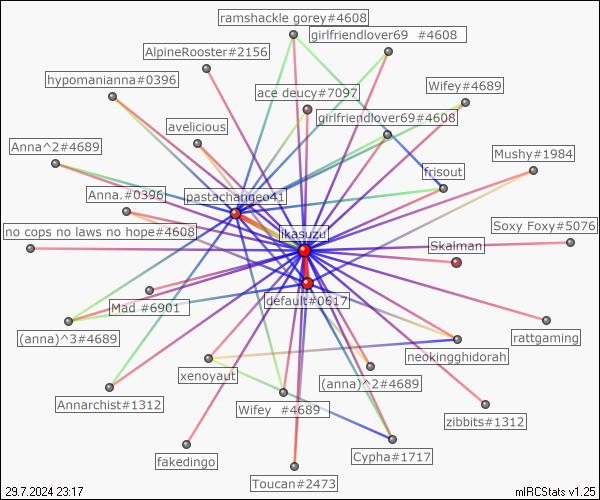 ramshackle gorey#4608
girlfriendlover69 #4608
AlpineRooster#2156
hypomanianna#0396
Wifey#4689
ace deucy#7097
girlfriendlover69#4608
avelicious
Anna^2#4689
Mushy#1984
frisout
Anna.#0396
pastachangeo41
Soxy Foxy#5076
no cops no laws no hope#4608
likasuzu
Skalman
default#0617
Mad #6901
(anna)^3#4689
rattgaming
neokingghidorah
xenoyaut
(anna)^2#4689
Annarchist#1312
Wifey #4689
zibbits#1312
Cypha#1717
fakedingo
Toucan#2473
29.7.2024 23:17
mIRCStats v1.25